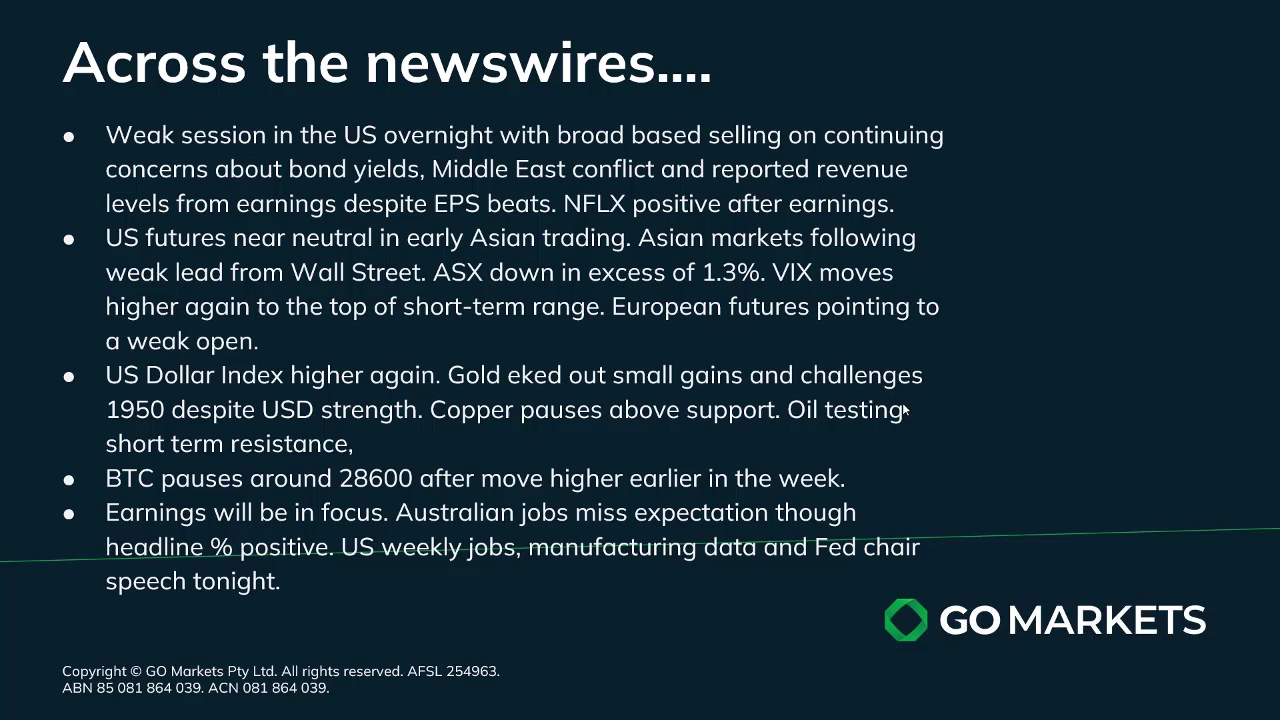 Across the newswires....
● Weak session in the US overnight with broad based selling on continuing
concerns about bond yields, Middle East conflict and reported revenue
levels from earnings despite EPS beats. NFLX positive after earnings.
● US futures near neutral in early Asian trading. Asian markets following
weak lead from Wall Street. ASX down in excess of 1.3%. VIX moves
higher again to the top of short-term range. European futures pointing to
a weak open.
● US Dollar Index higher again. Gold eked out small gains and challenges
1950 despite USD strength. Copper pauses above support. Oil testing
short term resistance,
● BTC pauses around 28600 after move higher earlier in the week.
● Earnings will be in focus. Australian jobs miss expectation though
headline % positive. US weekly jobs, manufacturing data and Fed chair
speech tonight.
GO MARKETS
Copyright © GO Markets Pty Ltd. All rights reserved. AFSL 254963.
ABN 85 081 864 039. ACN 081 864 039.